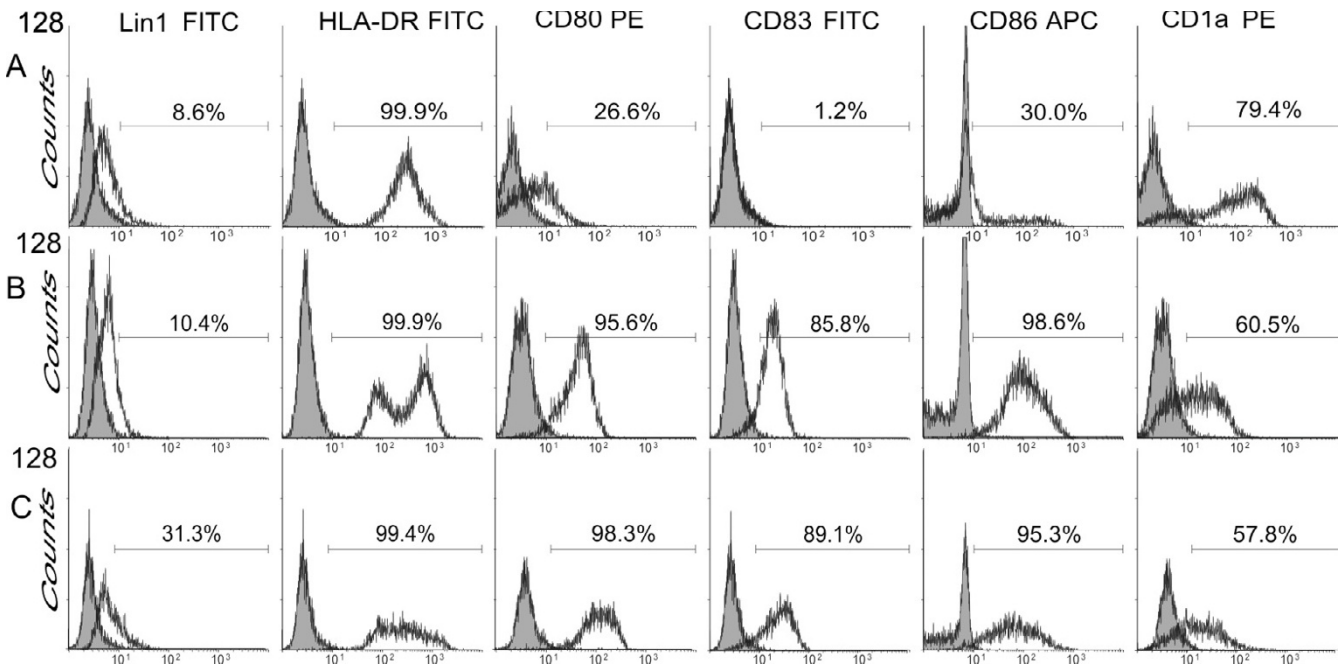 128 Lin1 FITC HLA-DR FITC CD80 PE CD83 FITC CD86 APC CD1a PE
A Counts 8.6% 99.9% 26.6% 1.2% 30.0% 79.4%
10¹ 10² 10³ 10¹ 10² 10³ 10¹ 10² 10³ 10¹ 10² 10³ 10¹ 10² 10³ 10¹ 10² 10³
128
B Counts 10.4% 99.9% 95.6% 85.8% 98.6% 60.5%
10¹ 10² 10³ 10¹ 10² 10³ 10¹ 10² 10³ 10¹ 10² 10³ 10¹ 10² 10³ 10¹ 10² 10³
128
C Counts 31.3% 99.4% 98.3% 89.1% 95.3% 57.8%
10¹ 10² 10³ 10¹ 10² 10³ 10¹ 10² 10³ 10¹ 10² 10³ 10¹ 10² 10³ 10¹ 10² 10³